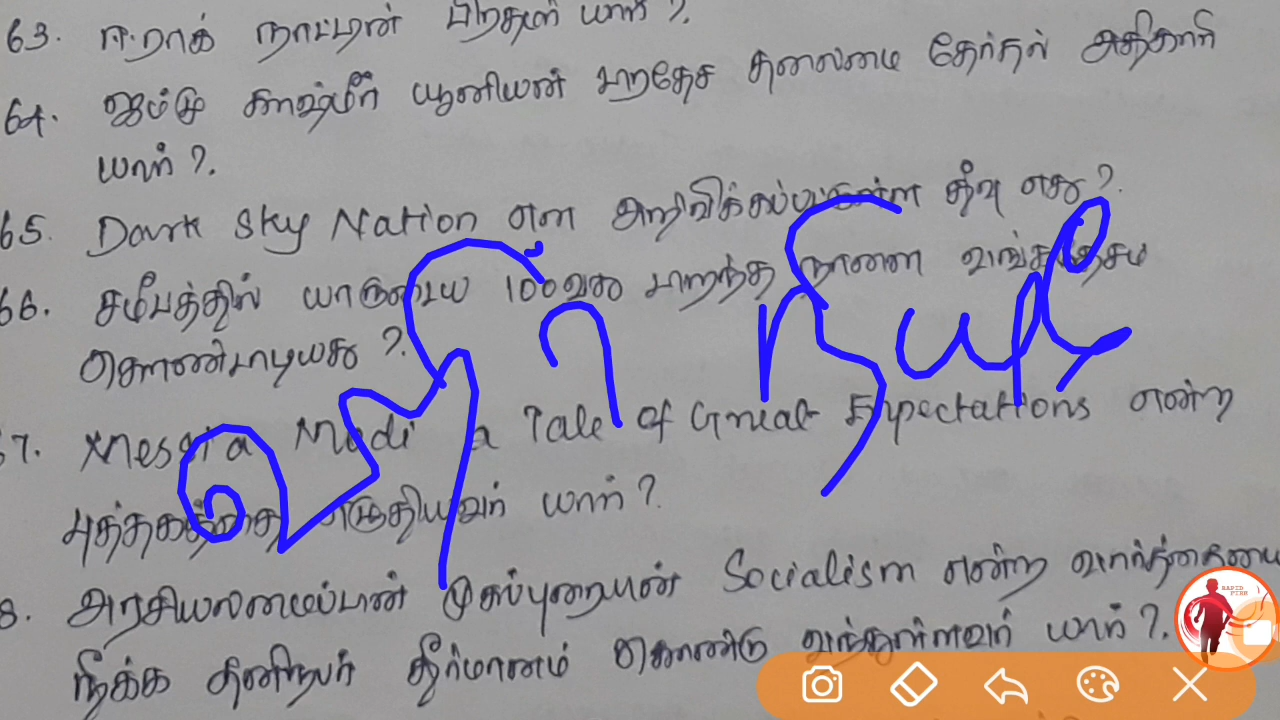 63. ஈராக் நாட்டின் பிரதமர் யார்?.
64. ஜம்மு காஷ்மீர் யூனியன் பிரதேச தலைமை தேர்தல் அதிகாரி
யார்?.
65. Dark Sky Nation என அறிவிக்கப்பட்டுள்ள தீவு எது?.
66. சமீபத்தில் யாருடைய 100வது பிறந்த நாளை வங்கதேசம்
கொண்டாடியது?.
67. Messiah Modi a Tale of Great Expectations என்ற
புத்தகத்தை எழுதியவர் யார்?
8. அரசியலமைப்பின் முகப்புரையின் Socialism என்ற வார்த்தையை
நீக்க தனிநபர் தீர்மானம் கொண்டு வந்துள்ளவர் யார்?.
RAPID FIRE